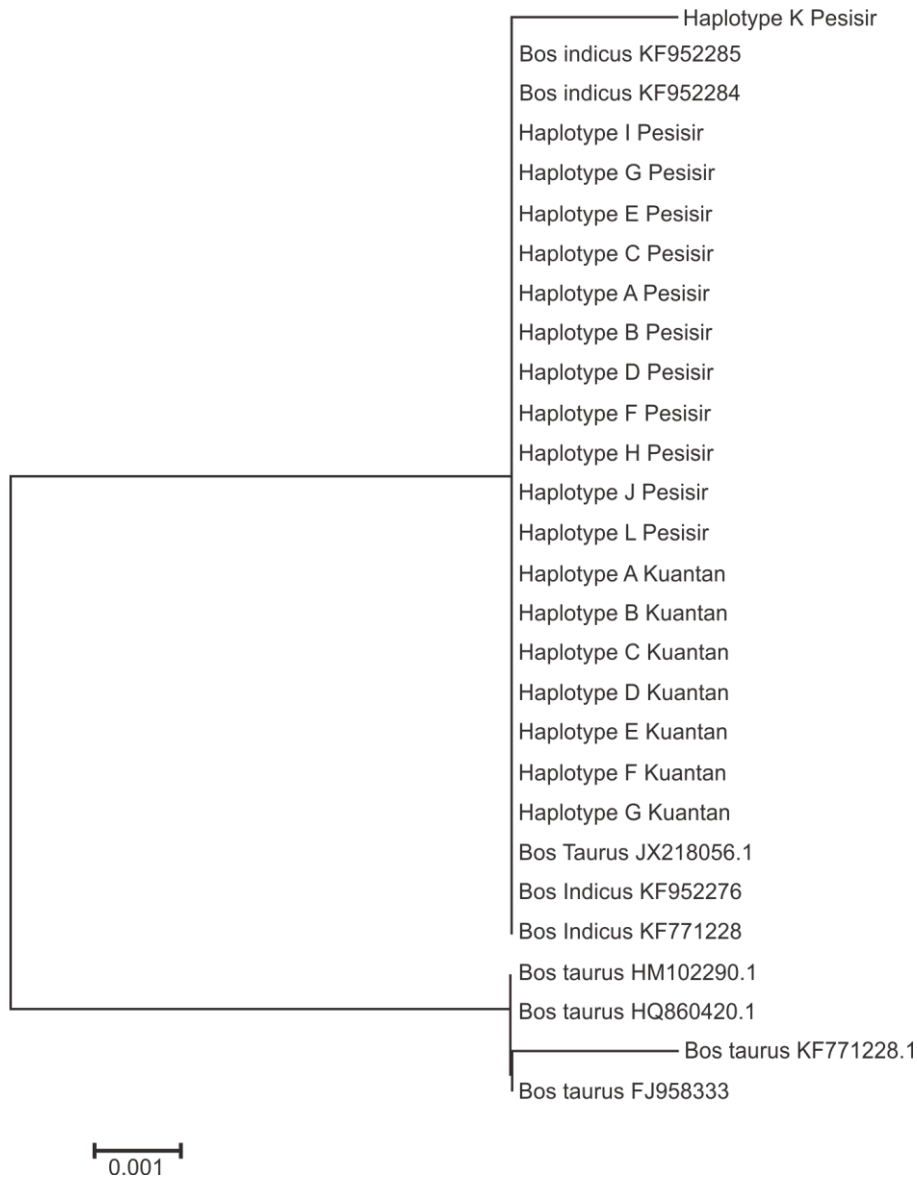 Haplotype K Pesisir
Bos indicus KF952285
Bos indicus KF952284
Haplotype I Pesisir
Haplotype G Pesisir
Haplotype E Pesisir
Haplotype C Pesisir
Haplotype A Pesisir
Haplotype B Pesisir
Haplotype D Pesisir
Haplotype F Pesisir
Haplotype H Pesisir
Haplotype J Pesisir
Haplotype L Pesisir
Haplotype A Kuantan
Haplotype B Kuantan
Haplotype C Kuantan
Haplotype D Kuantan
Haplotype E Kuantan
Haplotype F Kuantan
Haplotype G Kuantan
Bos Taurus JX218056.1
Bos Indicus KF952276
Bos Indicus KF771228
Bos taurus HM102290.1
Bos taurus HQ860420.1
Bos taurus KF771228.1
Bos taurus FJ958333
0.001